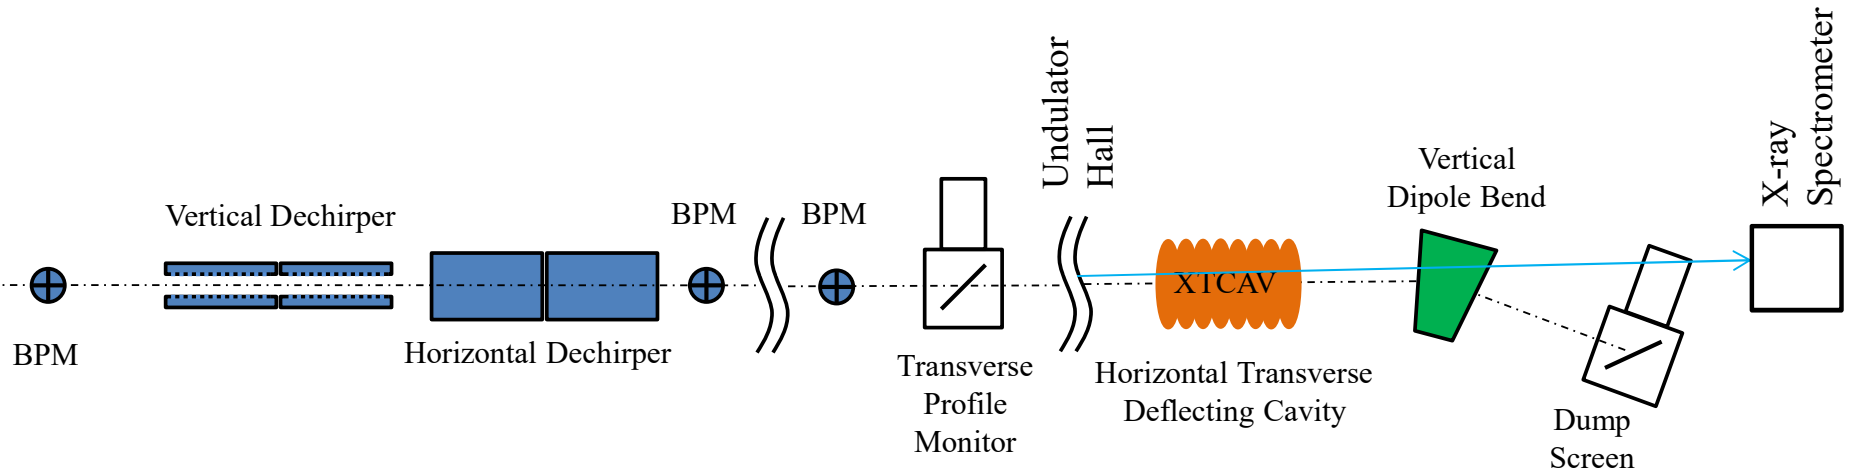 BPM
Vertical Dechirper
Horizontal Dechirper
BPM
BPM
Transverse
Profile
Monitor
Undulator
Hall
XTCAV
Horizontal Transverse
Deflecting Cavity
Vertical
Dipole Bend
Dump
Screen
X-ray
Spectrometer